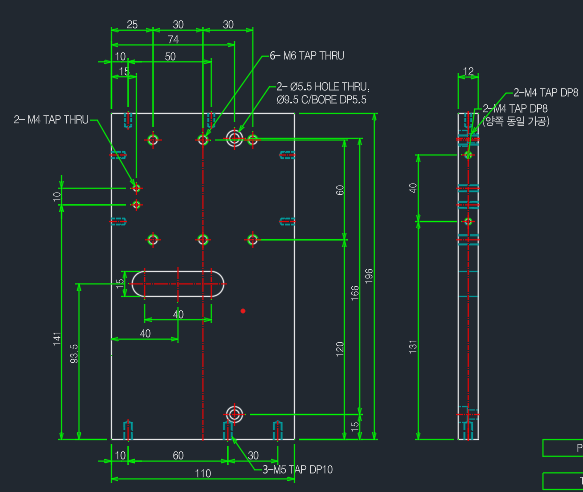 25
30
30
74
10
50
15
6- M6 TAP THRU
2- Ø5.5 HOLE THRU,
Ø9.5 C/BORE DP5.5
2- M4 TAP THRU
12
2-M4 TAP DP8
2-M4 TAP DP8
(양쪽 동일 가공)
10
60
40
15
196
166
40
40
141
93.5
120
131
15
10
60
30
3-M5 TAP DP10
110
P